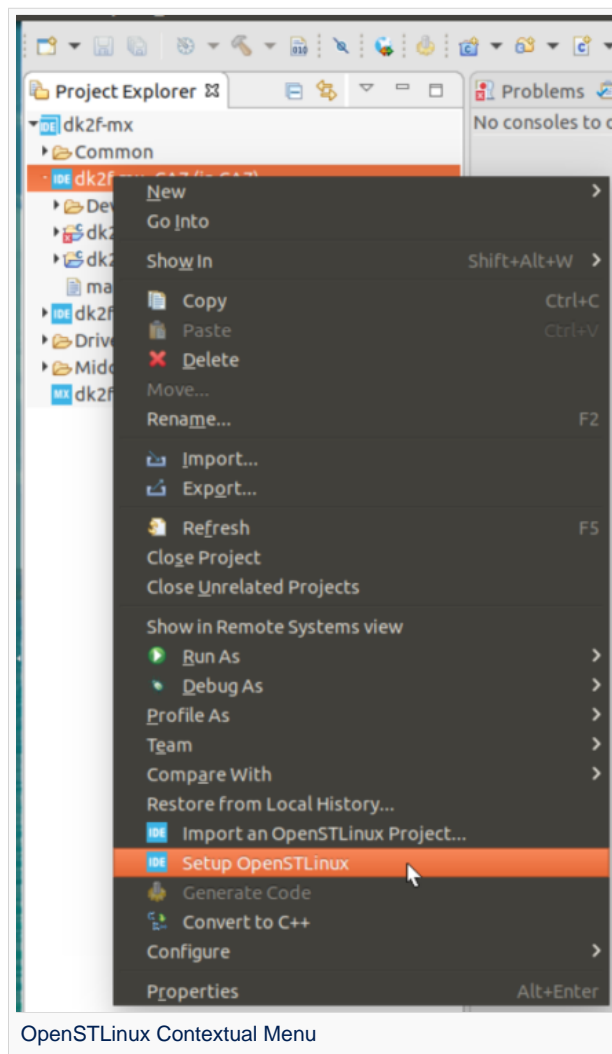 Project Explorer
Problems
dk2f-mx
No consoles to
Common
New
Go Into
Show In Shift+Alt+W
Copy Ctrl+C
Paste Ctrl+V
Delete
Move...
Rename... F2
Import...
Export...
Refresh F5
Close Project
Close Unrelated Projects
Show in Remote Systems view
Run As
Debug As
Profile As
Team
Compare With
Restore from Local History...
IDE Import an OpenSTLinux Project...
IDE Setup OpenSTLinux
Generate Code
Convert to C++
Configure
Properties Alt+Enter
OpenSTLinux Contextual Menu